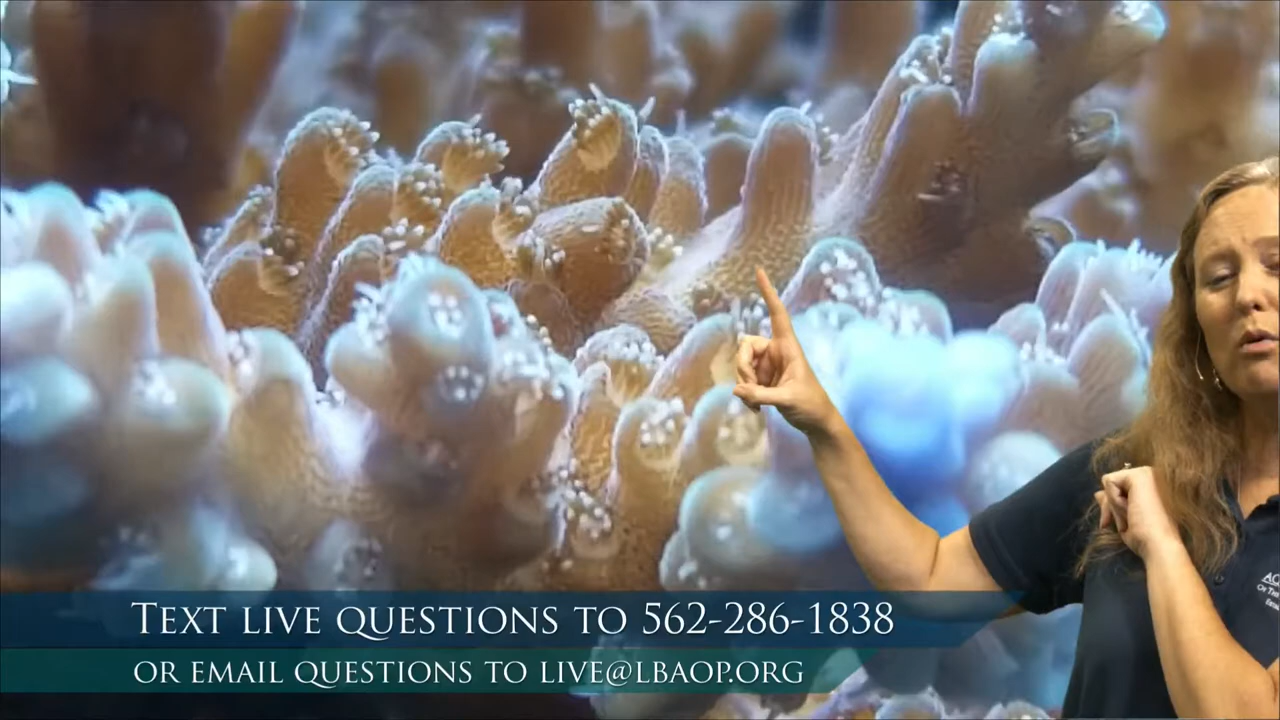 Text live questions to 562-286-1838
or email questions to live@lbaop.org